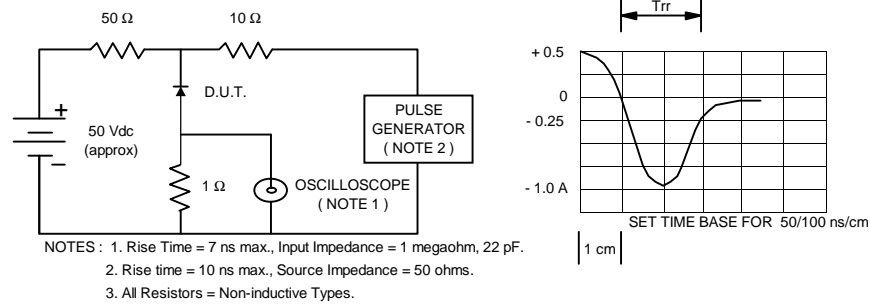 50 Ω
10 Ω
Trr
+ 0.5
0
- 0.25
- 1.0 A
D.U.T.
+
50 Vdc
(approx)
−
PULSE
GENERATOR
( NOTE 2 )
1 Ω
OSCILLOSCOPE
( NOTE 1 )
SET TIME BASE FOR 50/100 ns/cm
1 cm
NOTES : 1. Rise Time = 7 ns max., Input Impedance = 1 megaohm, 22 pF.
2. Rise time = 10 ns max., Source Impedance = 50 ohms.
3. All Resistors = Non-inductive Types.